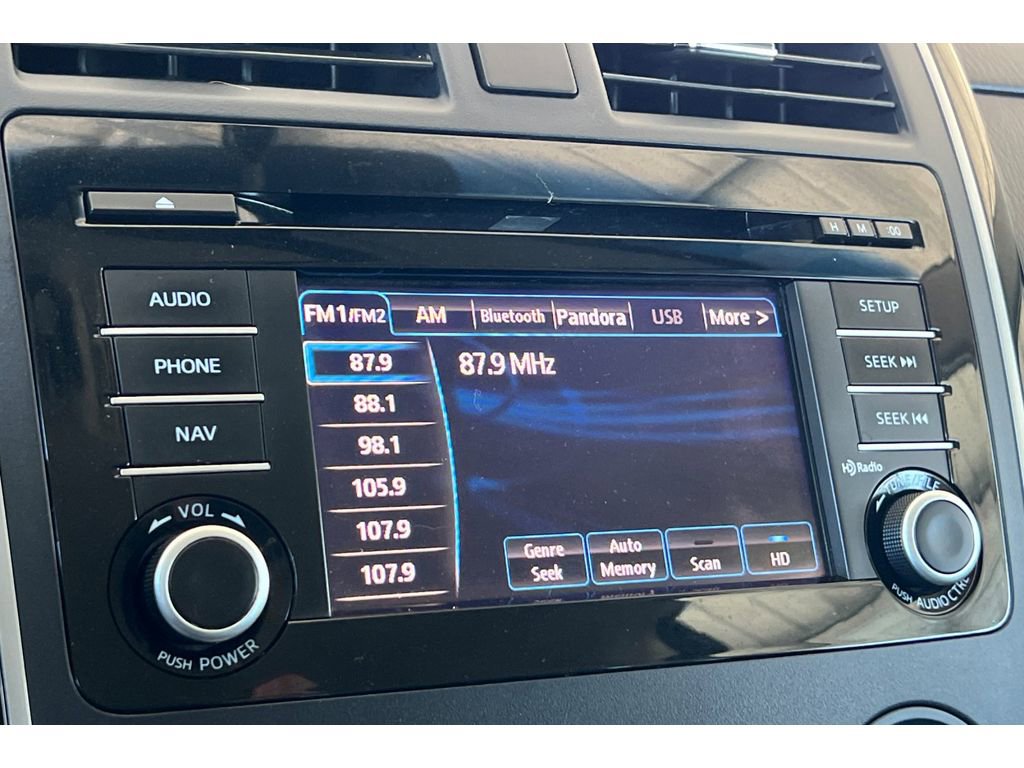 H M :00
AUDIO
PHONE
NAV
VOL
PUSH POWER
FM1/FM2 AM Bluetooth Pandora USB More >
87.9
88.1
98.1
105.9
107.9
107.9
87.9 MHz
Genre
Seek
Auto
Memory
Scan
HD
SETUP
SEEK
SEEK
HD Radio
TUNE/FILE
PUSH AUDIO CTRL